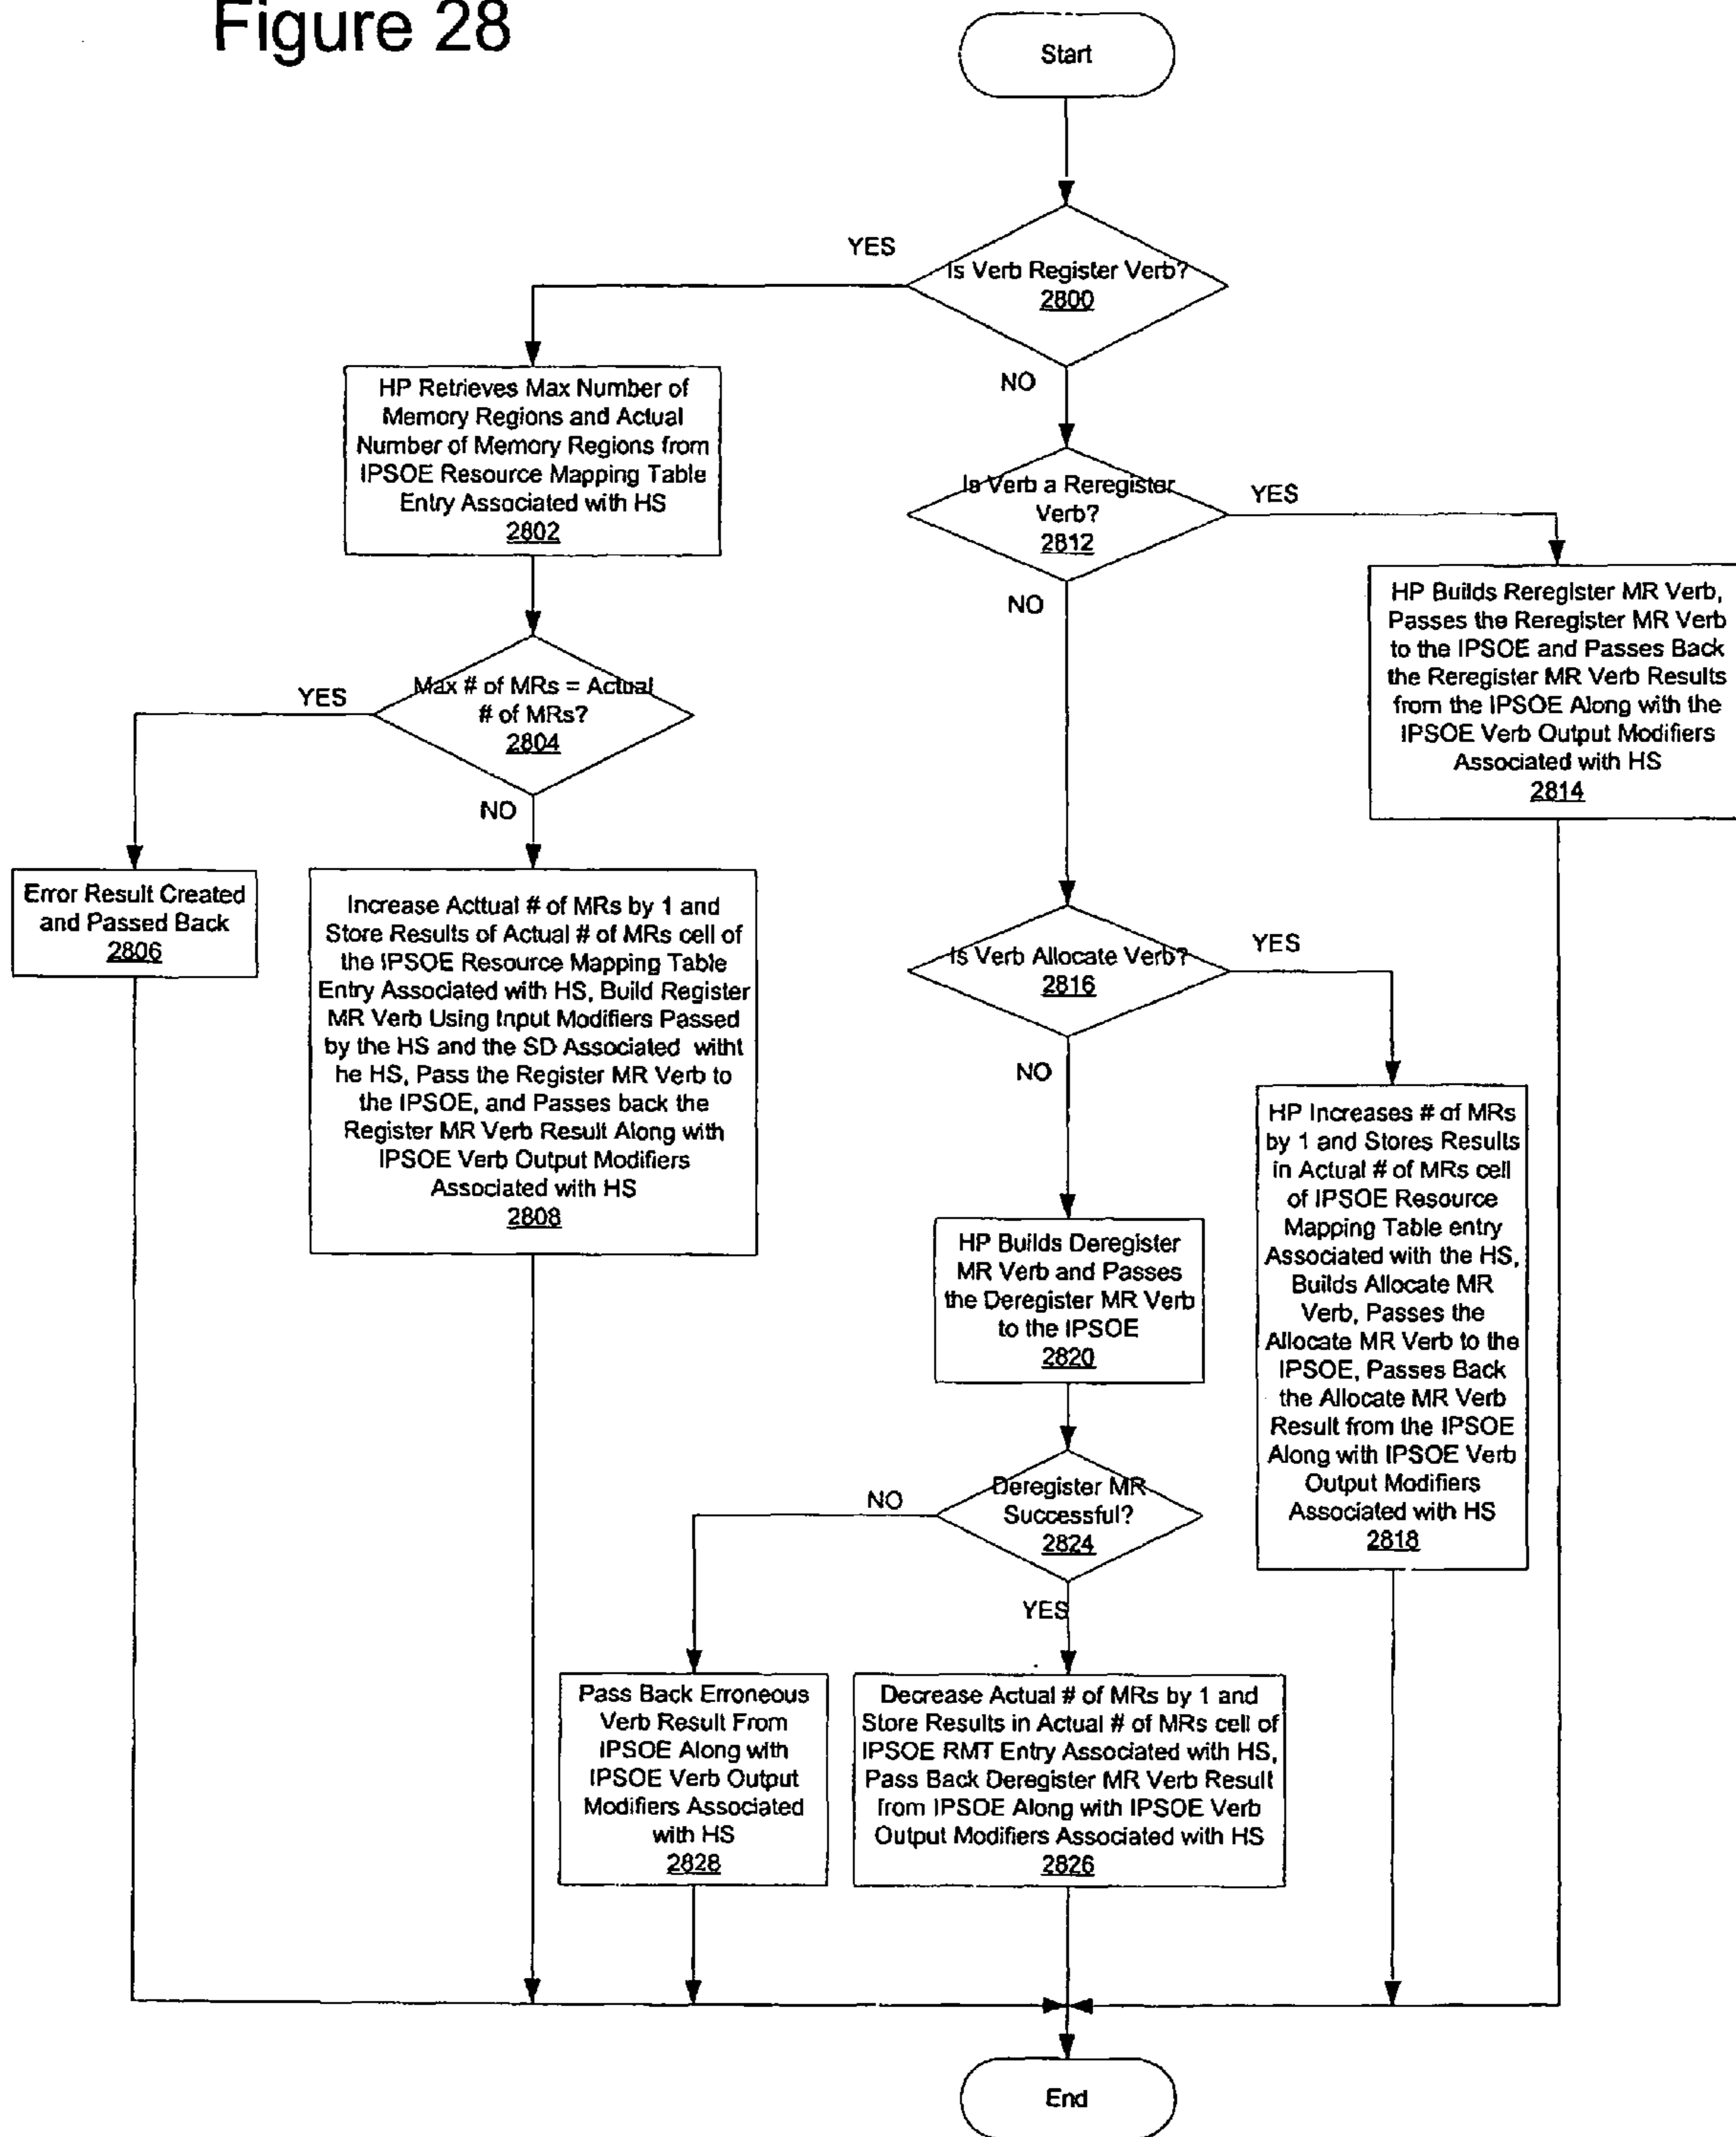 Figure 28
Start
YES
Is Verb Register Verb?
2800
NO
HP Retrieves Max Number of
Memory Regions and Actual
Number of Memory Regions from
IPSOE Resource Mapping Table
Entry Associated with HS
2802
Is Verb a Reregister
Verb?
2812
YES
NO
HP Builds Reregister MR Verb,
Passes the Reregister MR Verb
to the IPSOE and Passes Back
the Reregister MR Verb Results
from the IPSOE Along with the
IPSOE Verb Output Modifiers
Associated with HS
2814
YES
Max # of MRs = Actual
# of MRs?
2804
NO
Error Result Created
and Passed Back
2806
Increase Acttual # of MRs by 1 and
Store Results of Actual # of MRs cell of
the IPSOE Resource Mapping Table
Entry Associated with HS, Build Register
MR Verb Using Input Modifiers Passed
by the HS and the SD Associated witht
he HS, Pass the Register MR Verb to
the IPSOE, and Passes back the
Register MR Verb Result Along with
IPSOE Verb Output Modifiers
Associated with HS
2808
Is Verb Allocate Verb?
2816
YES
NO
HP Increases # of MRs
by 1 and Stores Results
in Actual # of MRs cell
of IPSOE Resource
Mapping Table entry
Associated with the HS,
Builds Allocate MR
Verb, Passes the
Allocate MR Verb to the
IPSOE, Passes Back
the Allocate MR Verb
Result from the IPSOE
Along with IPSOE Verb
Output Modifiers
Associated with HS
2818
HP Builds Deregister
MR Verb and Passes
the Deregister MR Verb
to the IPSOE
2820
NO
Deregister MR
Successful?
2824
YES
Pass Back Erroneous
Verb Result From
IPSOE Along with
IPSOE Verb Output
Modifiers Associated
with HS
2828
Decrease Actual # of MRs by 1 and
Store Results in Actual # of MRs cell of
IPSOE RMT Entry Associated with HS,
Pass Back Deregister MR Verb Result
from IPSOE Along with IPSOE Verb
Output Modifiers Associated with HS
2826
End